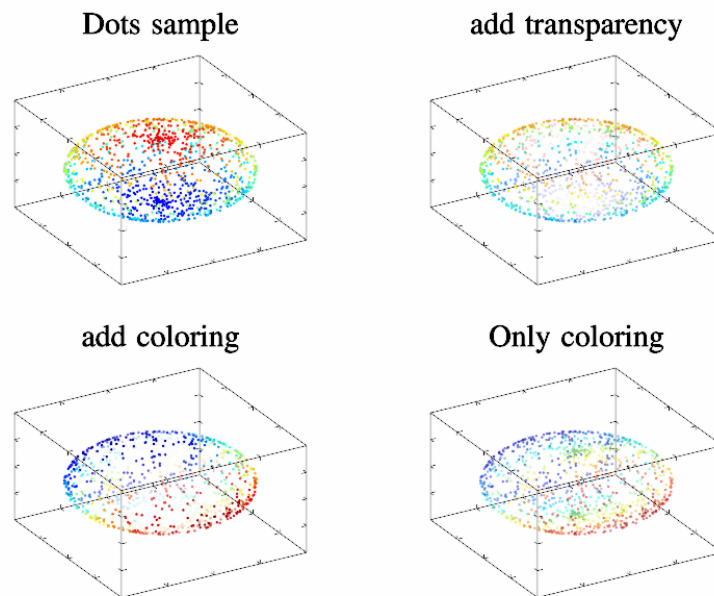 Dots sample
add transparency
add coloring
Only coloring